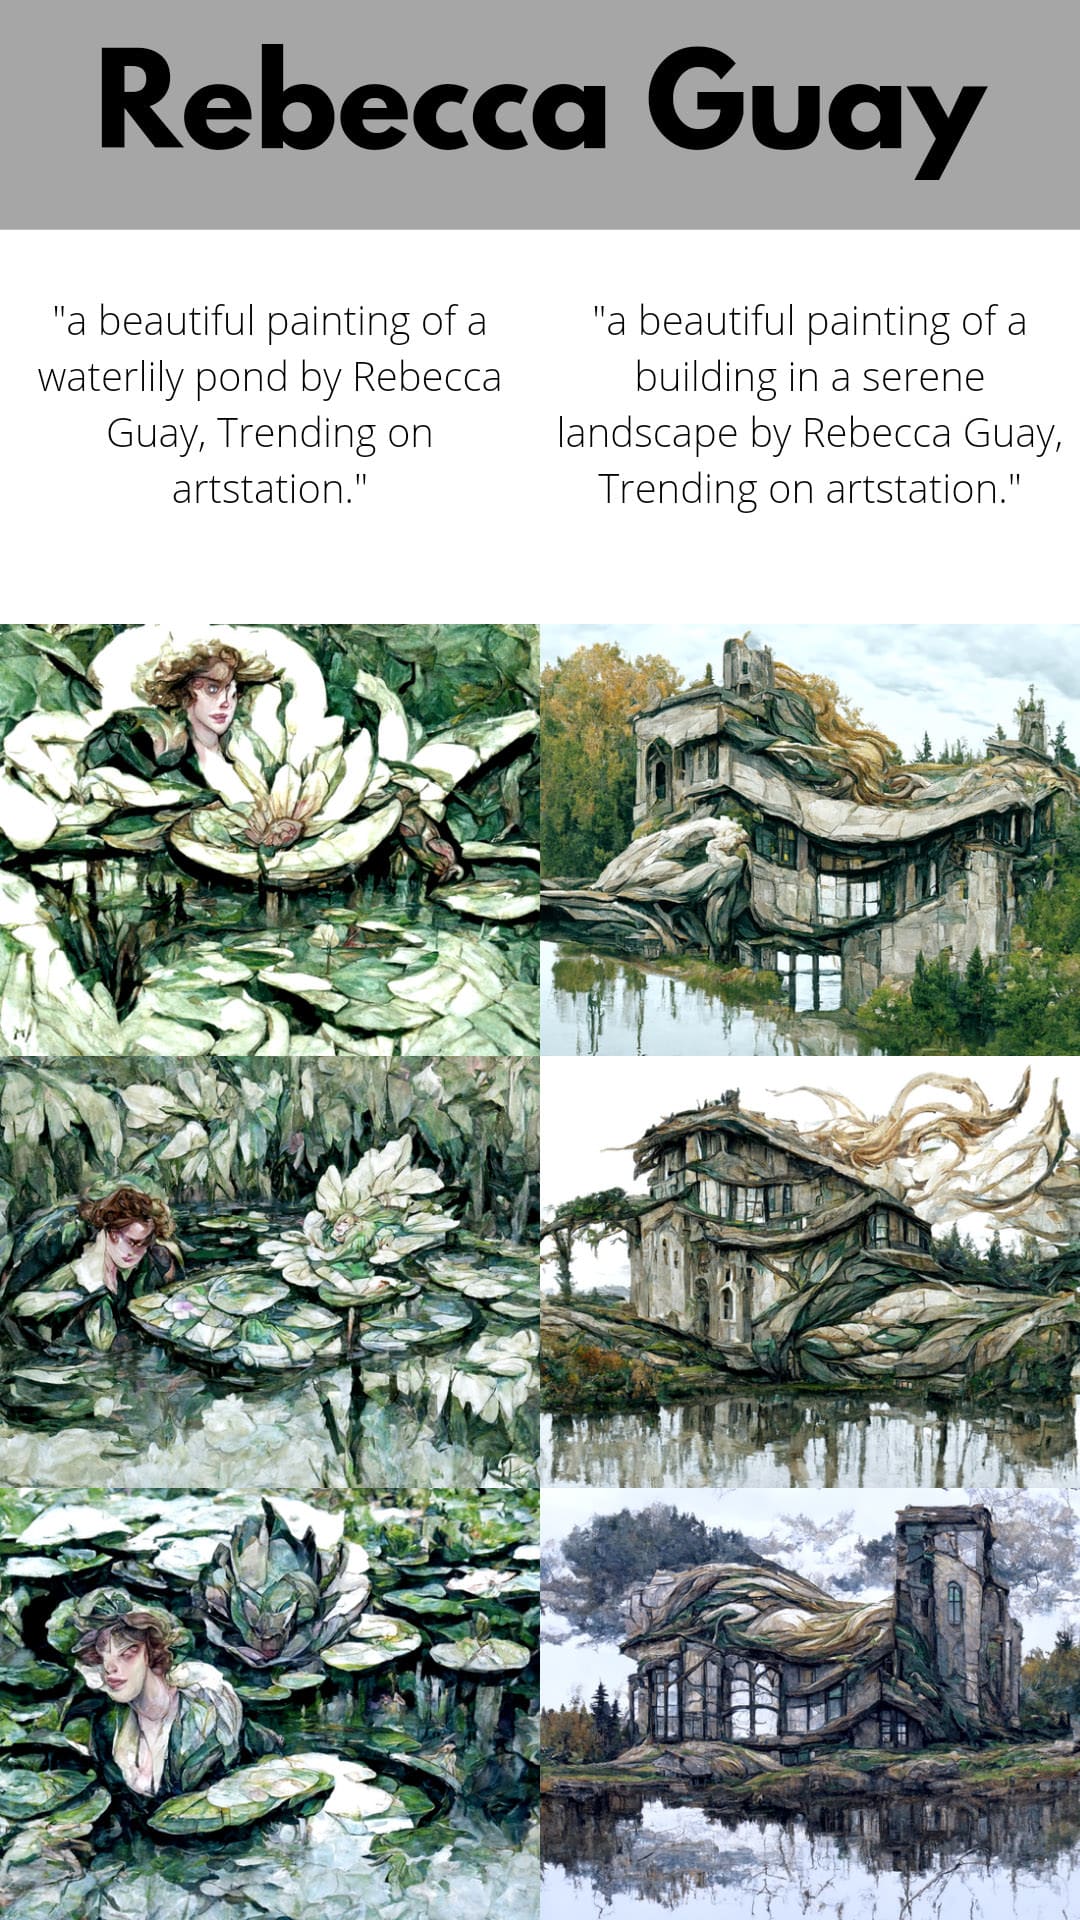 Rebecca Guay
"a beautiful painting of a
waterlily pond by Rebecca
Guay, Trending on
artstation."
"a beautiful painting of a
building in a serene
landscape by Rebecca Guay,
Trending on artstation."